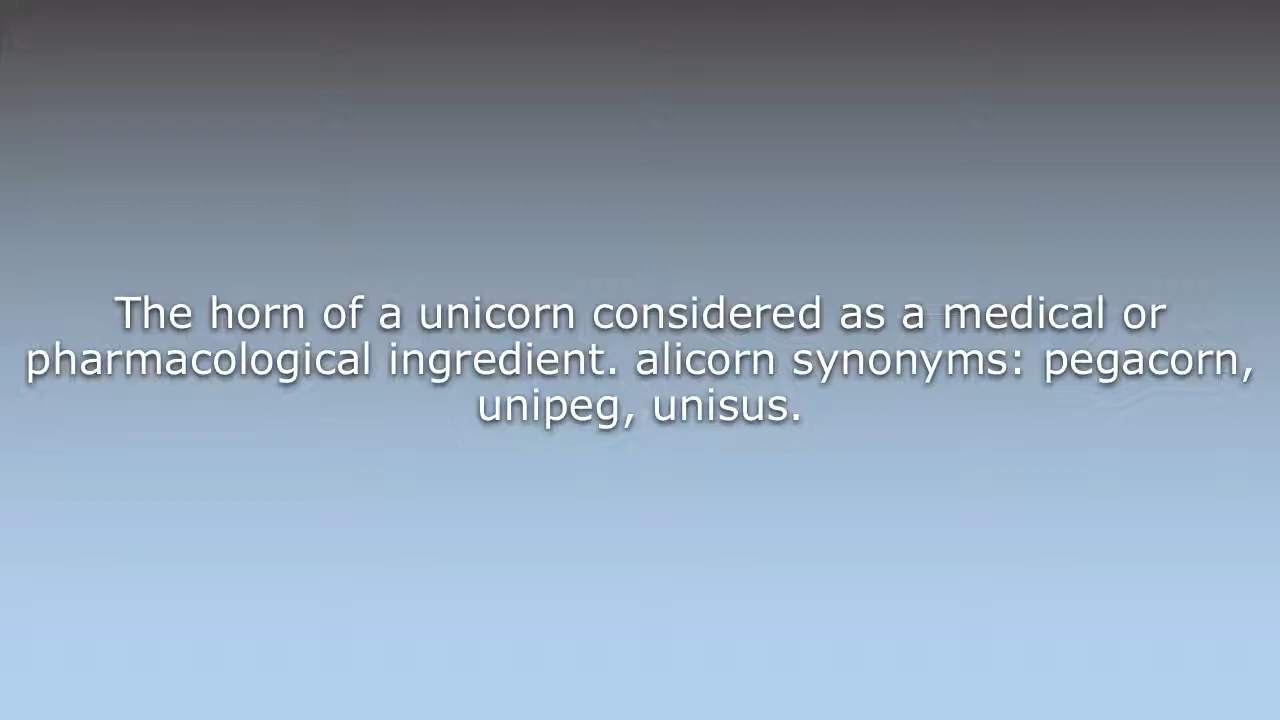 The horn of a unicorn considered as a medical or
pharmacological ingredient. alicorn synonyms: pegacorn,
unipeg, unisus.